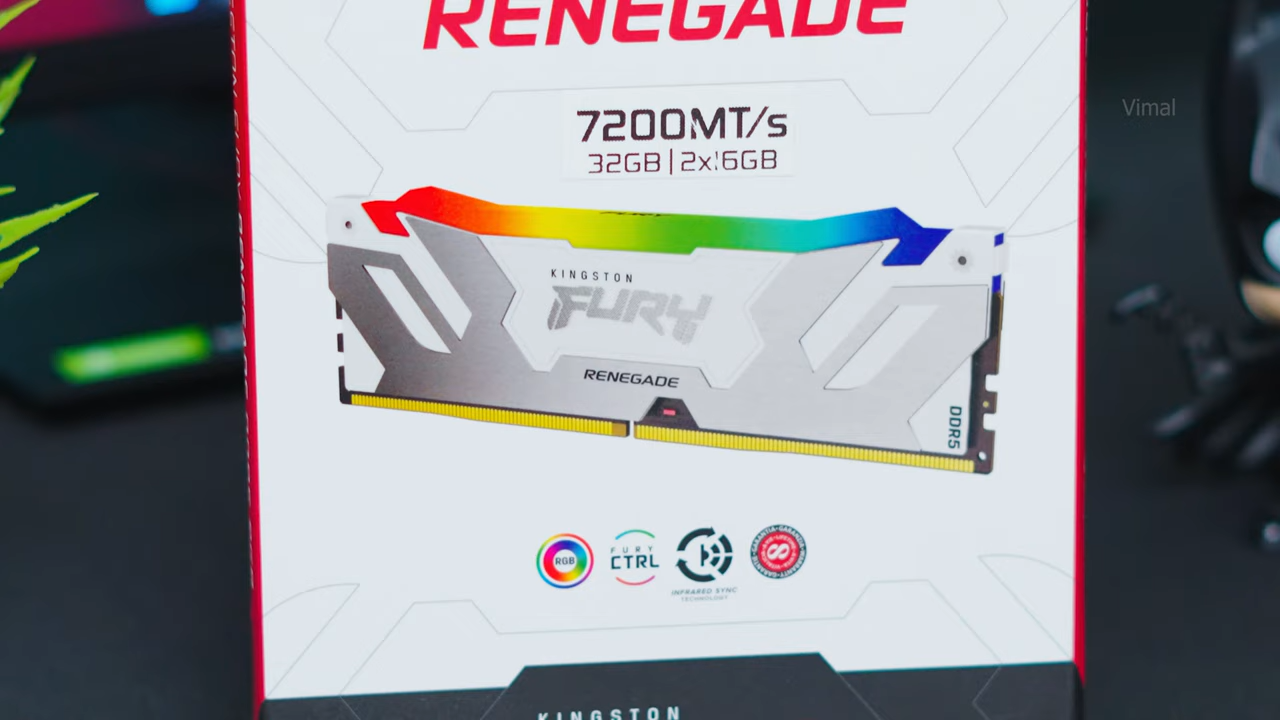 RENEGADE
7200MT/s
32GB | 2x16GB
Vimal
KINGSTON
FURY
RENEGADE
DDR5
RGB
FURY
CTRL
INFRARED SYNC
TECHNOLOGY
KINGSTON